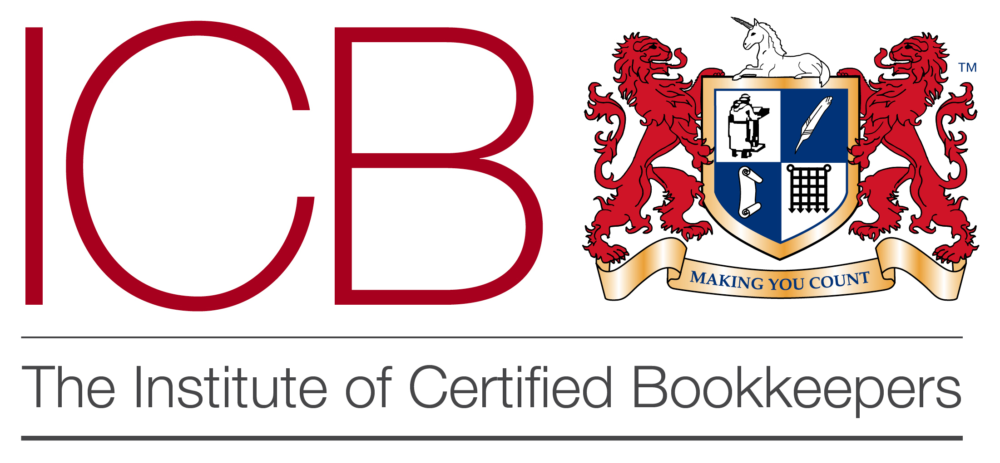 ICB
TM
MAKING YOU COUNT
The Institute of Certified Bookkeepers